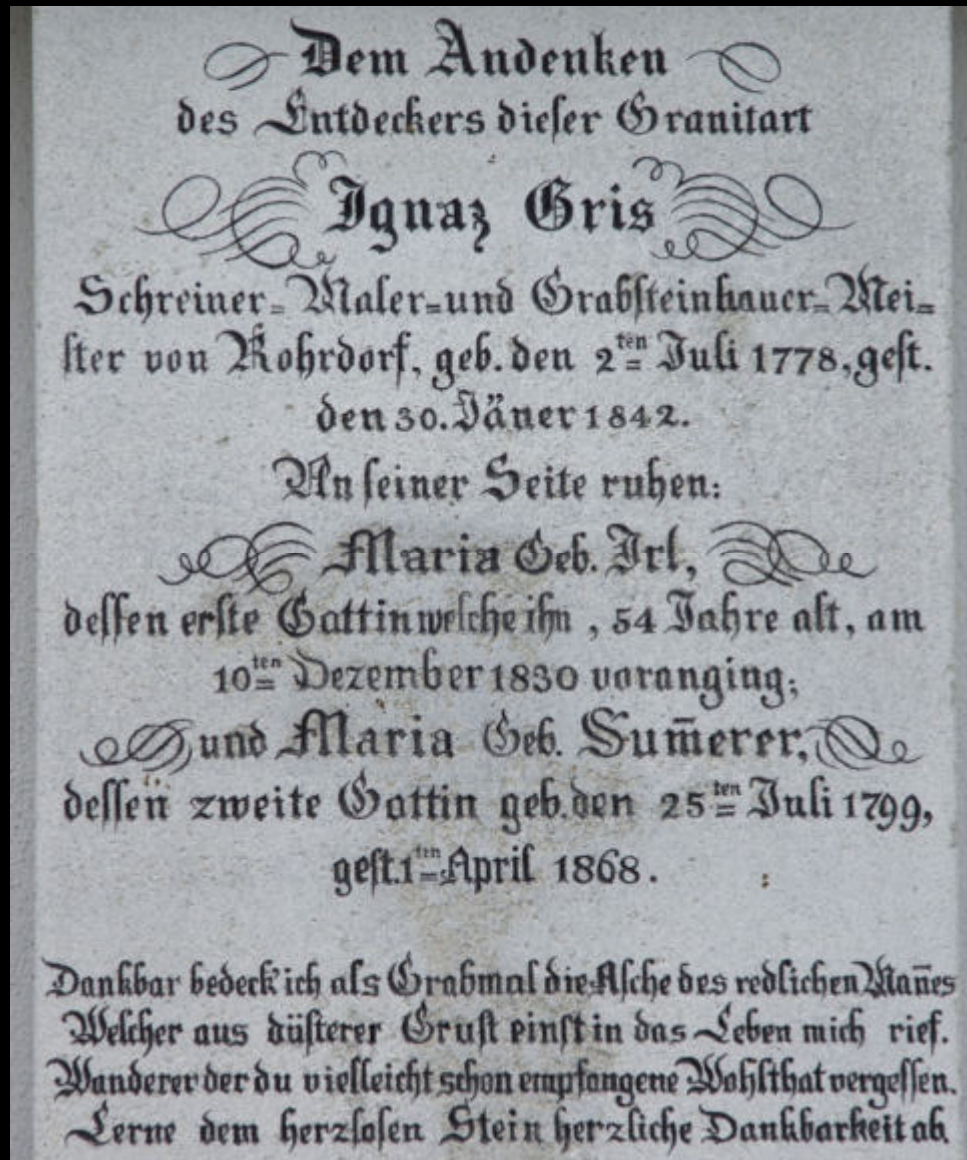 Dem Andenken
des Entdeckers dieser Granitart
Ignaz Gris
Schreiner= Maler=und Grabsteinhauer=Mei=
ster von Rohrdorf, geb. den 2ten Juli 1778, gest.
den 30. Jäner 1842.
An seiner Seite ruhen:
Maria Geb. Irl,
dessen erste Gattin welche ihn, 54 Jahre alt, am
10ten Dezember 1830 voranging;
und Maria Geb. Sum̅erer,
dessen zweite Gattin geb. den 25ten Juli 1799,
gest. 1ten April 1868.
Dankbar bedeck' ich als Grabmal die Asche des redlichen Man̅es
Welcher aus düsterer Gruft einst in das Leben mich rief.
Wanderer der du vielleicht schon empfangene Wohlthat vergessen.
Lerne dem herzlosen Stein herzliche Dankbarkeit ab.